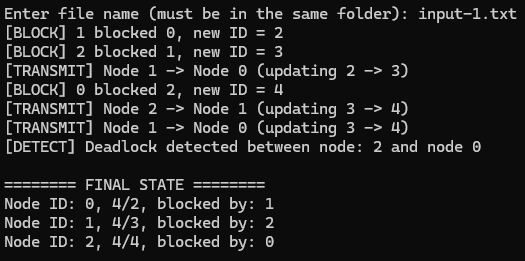 Enter file name (must be in the same folder): input-1.txt
[BLOCK] 1 blocked 0, new ID = 2
[BLOCK] 2 blocked 1, new ID = 3
[TRANSMIT] Node 1 -> Node 0 (updating 2 -> 3)
[BLOCK] 0 blocked 2, new ID = 4
[TRANSMIT] Node 2 -> Node 1 (updating 3 -> 4)
[TRANSMIT] Node 1 -> Node 0 (updating 3 -> 4)
[DETECT] Deadlock detected between node: 2 and node 0

======== FINAL STATE ========
Node ID: 0, 4/2, blocked by: 1
Node ID: 1, 4/3, blocked by: 2
Node ID: 2, 4/4, blocked by: 0